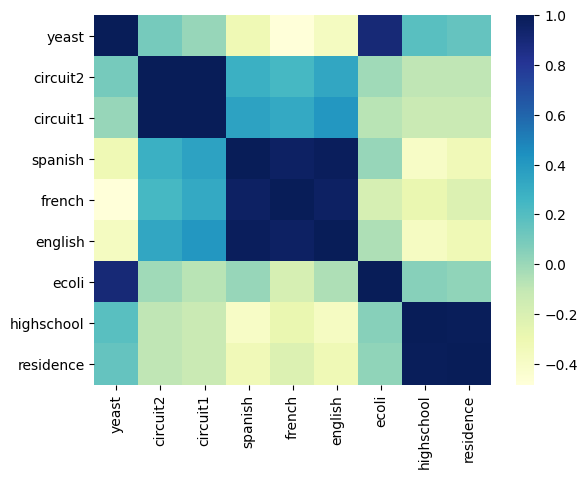 yeast
circuit2
circuit1
spanish
french
english
ecoli
highschool
residence
yeast
circuit2
circuit1
spanish
french
english
ecoli
highschool
residence
1.0
0.8
0.6
0.4
0.2
0.0
−0.2
−0.4